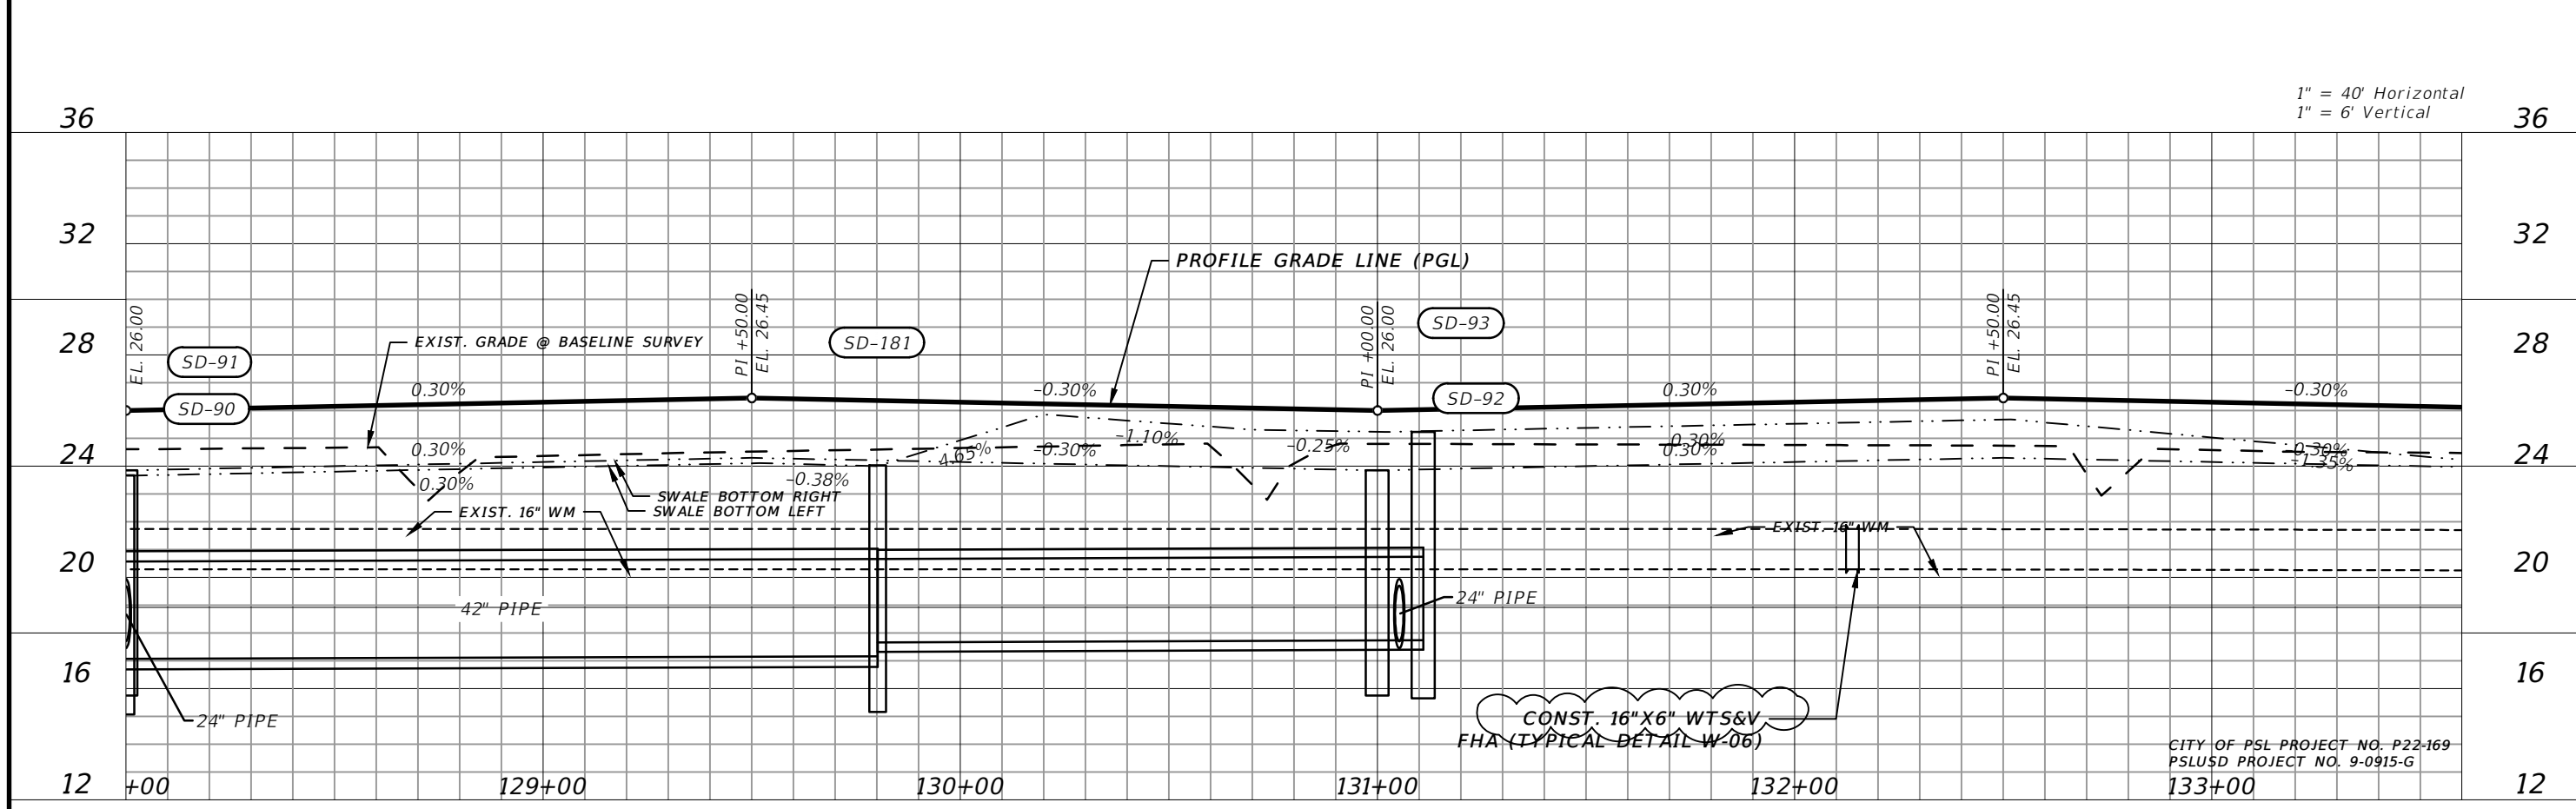 1" = 40' Horizontal
1" = 6' Vertical
36
36
32
32
PROFILE GRADE LINE (PGL)
EL. 26.00
PI +50.00
EL. 26.45
PI +00.00
EL. 26.00
PI +50.00
EL. 26.45
SD-93
28
EXIST. GRADE @ BASELINE SURVEY
SD-181
28
SD-91
0.30%
-0.30%
0.30%
-0.30%
SD-90
SD-92
24
0.30%
4.65%
-0.30%
-1.10%
-0.25%
0.30%
0.30%
-0.30%
-1.35%
24
0.30%
-0.38%
SWALE BOTTOM RIGHT
SWALE BOTTOM LEFT
EXIST. 16" WM
EXIST. 16" WM
20
20
42" PIPE
24" PIPE
16
16
24" PIPE
CONST. 16"X6" WTS&V
FHA (TYPICAL DETAIL W-06)
CITY OF PSL PROJECT NO. P22-169
PSLUSD PROJECT NO. 9-0915-G
12
+00
129+00
130+00
131+00
132+00
133+00
12